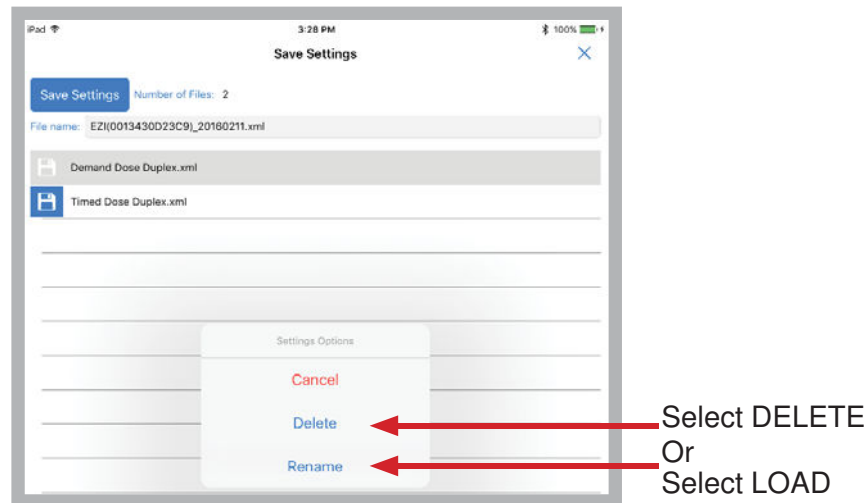 iPad 3:28 PM 100%
Save Settings
Save Settings Number of Files: 2
File name: EZI(0013430D23C9)_20160211.xml
Demand Dose Duplex.xml
Timed Dose Duplex.xml
Settings Options
Cancel
Delete
Rename
Select DELETE
Or
Select LOAD